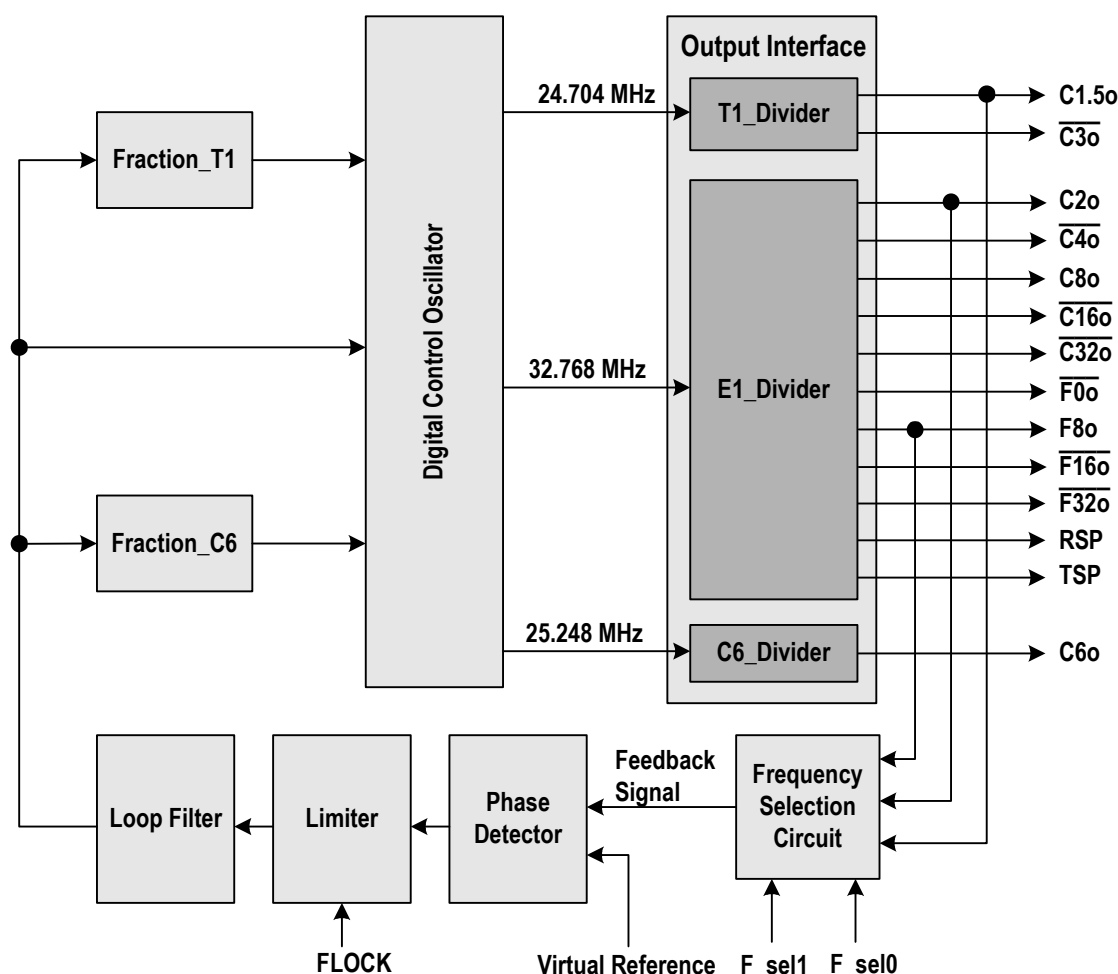 Output Interface
24.704 MHz
T1_Divider
C1.5o
C3o
Fraction_T1
C2o
C4o
C8o
C16o
C32o
Digital Control Oscillator
32.768 MHz
E1_Divider
F0o
F8o
F16o
F32o
Fraction_C6
RSP
TSP
25.248 MHz
C6_Divider
C6o
Loop Filter
Limiter
Phase
Detector
Feedback
Signal
Frequency
Selection
Circuit
FLOCK
Virtual Reference
F_sel1
F_sel0